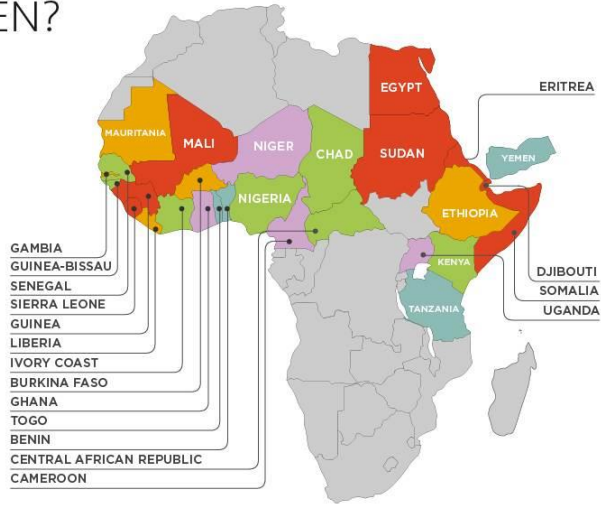 EN?
EGYPT
ERITREA
MAURITANIA
MALI
NIGER
CHAD
SUDAN
YEMEN
NIGERIA
ETHIOPIA
KENYA
TANZANIA
GAMBIA
GUINEA-BISSAU
SENEGAL
SIERRA LEONE
GUINEA
LIBERIA
IVORY COAST
BURKINA FASO
GHANA
TOGO
BENIN
CENTRAL AFRICAN REPUBLIC
CAMEROON
DJIBOUTI
SOMALIA
UGANDA